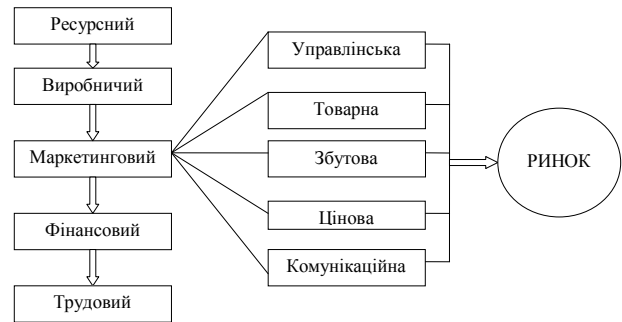 Ресурсний
Виробничий
Маркетинговий
Фінансовий
Трудовий
Управлінська
Товарна
Збутова
Цінова
Комунікаційна
РИНОК